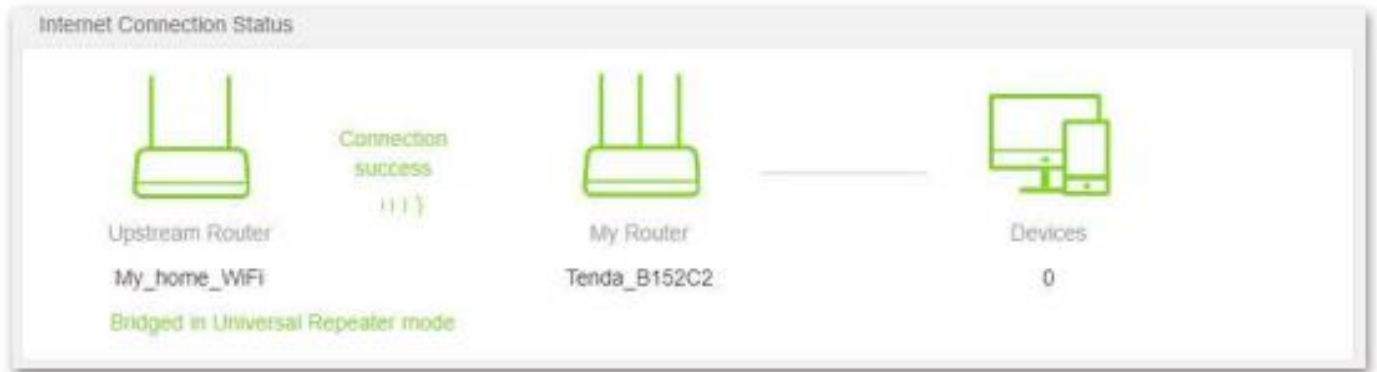 Internet Connection Status
Connection
success
Upstream Router
My Router
Devices
My_home_WiFi
Tenda_B152C2
0
Bridged in Universal Repeater mode